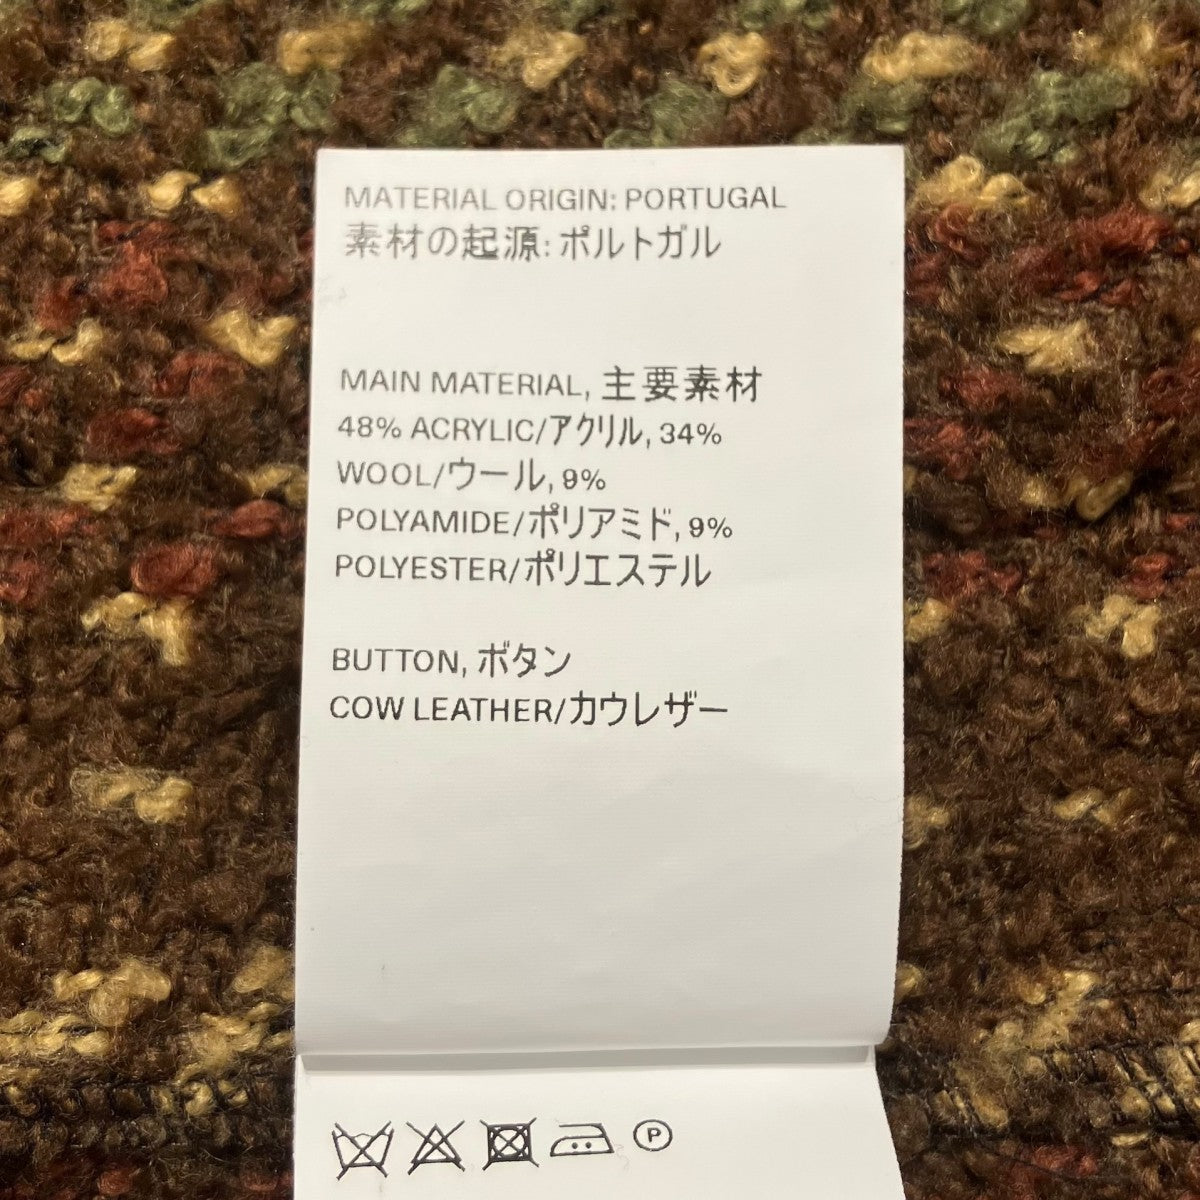 MATERIAL ORIGIN: PORTUGAL
素材の起源: ポルトガル
MAIN MATERIAL, 主要素材
48% ACRYLIC/アクリル, 34%
WOOL/ウール, 9%
POLYAMIDE/ポリアミド, 9%
POLYESTER/ポリエステル
BUTTON, ボタン
COW LEATHER/カウレザー
P